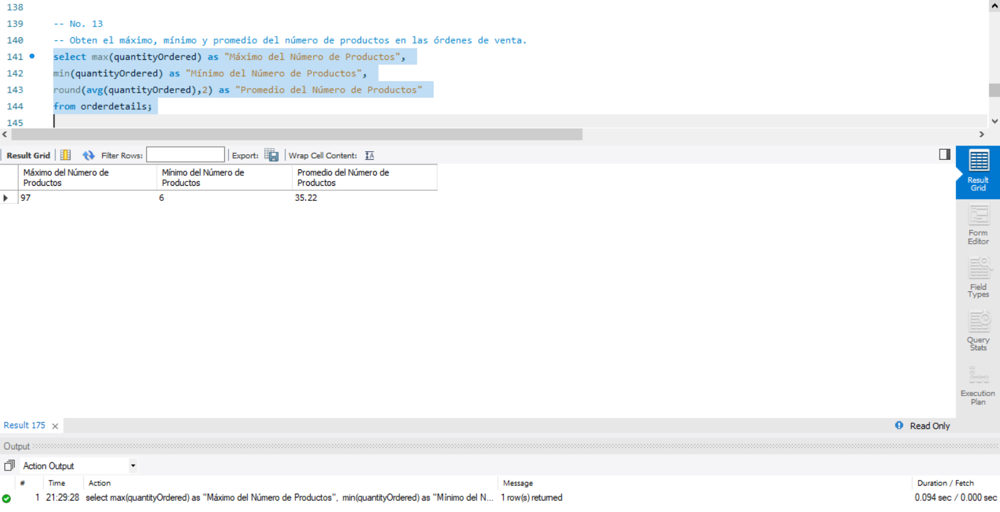 138
139 -- No. 13
140 -- Obten el máximo, mínimo y promedio del número de productos en las órdenes de venta.
141 select max(quantityOrdered) as "Máximo del Número de Productos",
142 min(quantityOrdered) as "Mínimo del Número de Productos",
143 round(avg(quantityOrdered),2) as "Promedio del Número de Productos"
144 from orderdetails;
145
Result Grid Filter Rows: Export: Wrap Cell Content: IA
Máximo del Número de Productos Mínimo del Número de Productos Promedio del Número de Productos
97 6 35.22
Result Grid
Form Editor
Field Types
Query Stats
Execution Plan
Result 175 Read Only
Output
Action Output
# Time Action Message Duration / Fetch
1 21:29:28 select max(quantityOrdered) as "Máximo del Número de Productos", min(quantityOrdered) as "Mínimo del N... 1 row(s) returned 0.094 sec / 0.000 sec